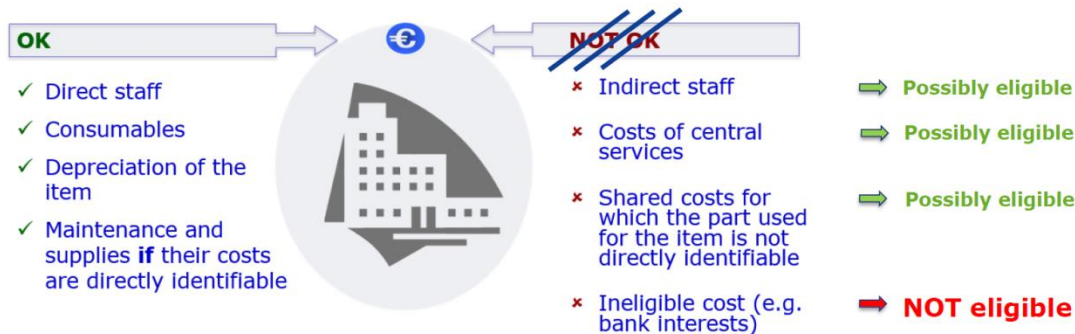 OK
✓ Direct staff
✓ Consumables
✓ Depreciation of the
item
✓ Maintenance and
supplies if their costs
are directly identifiable
€
NOT OK
× Indirect staff
Possibly eligible
× Costs of central
services
Possibly eligible
× Shared costs for
which the part used
for the item is not
directly identifiable
Possibly eligible
× Ineligible cost (e.g.
bank interests)
NOT eligible